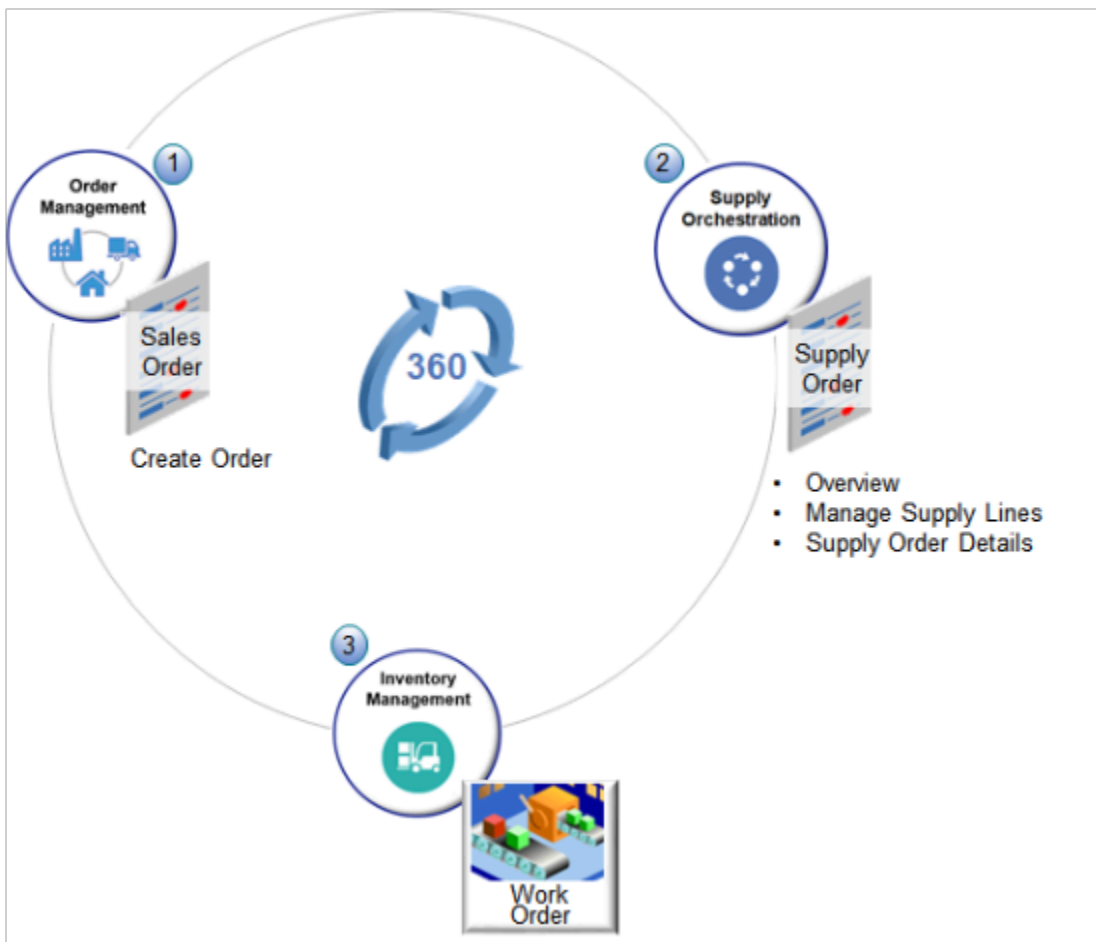 1
Order
Management
Sales
Order
Create Order
2
Supply
Orchestration
Supply
Order
• Overview
• Manage Supply Lines
• Supply Order Details
360
3
Inventory
Management
Work
Order